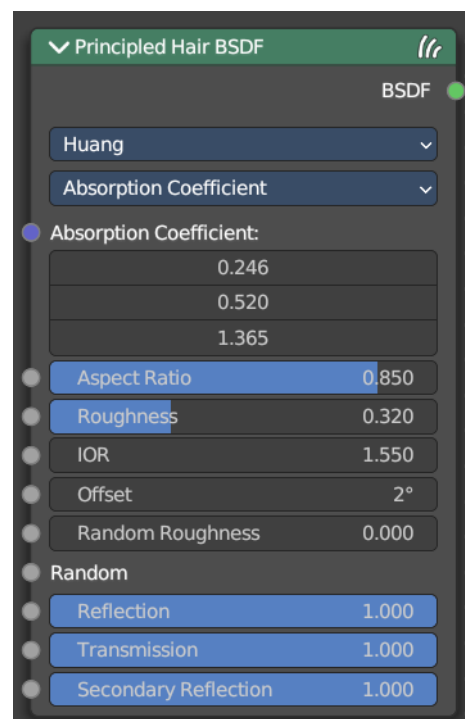 Principled Hair BSDF
BSDF
Huang
Absorption Coefficient
Absorption Coefficient:
0.246
0.520
1.365
Aspect Ratio 0.850
Roughness 0.320
IOR 1.550
Offset 2°
Random Roughness 0.000
Random
Reflection 1.000
Transmission 1.000
Secondary Reflection 1.000